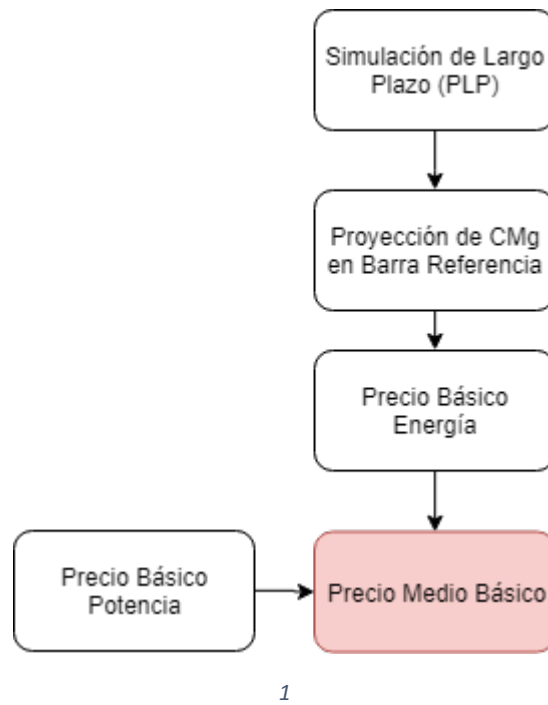 Simulación de Largo
Plazo (PLP)
Proyección de CMg
en Barra Referencia
Precio Básico
Energía
Precio Básico
Potencia
Precio Medio Básico
1